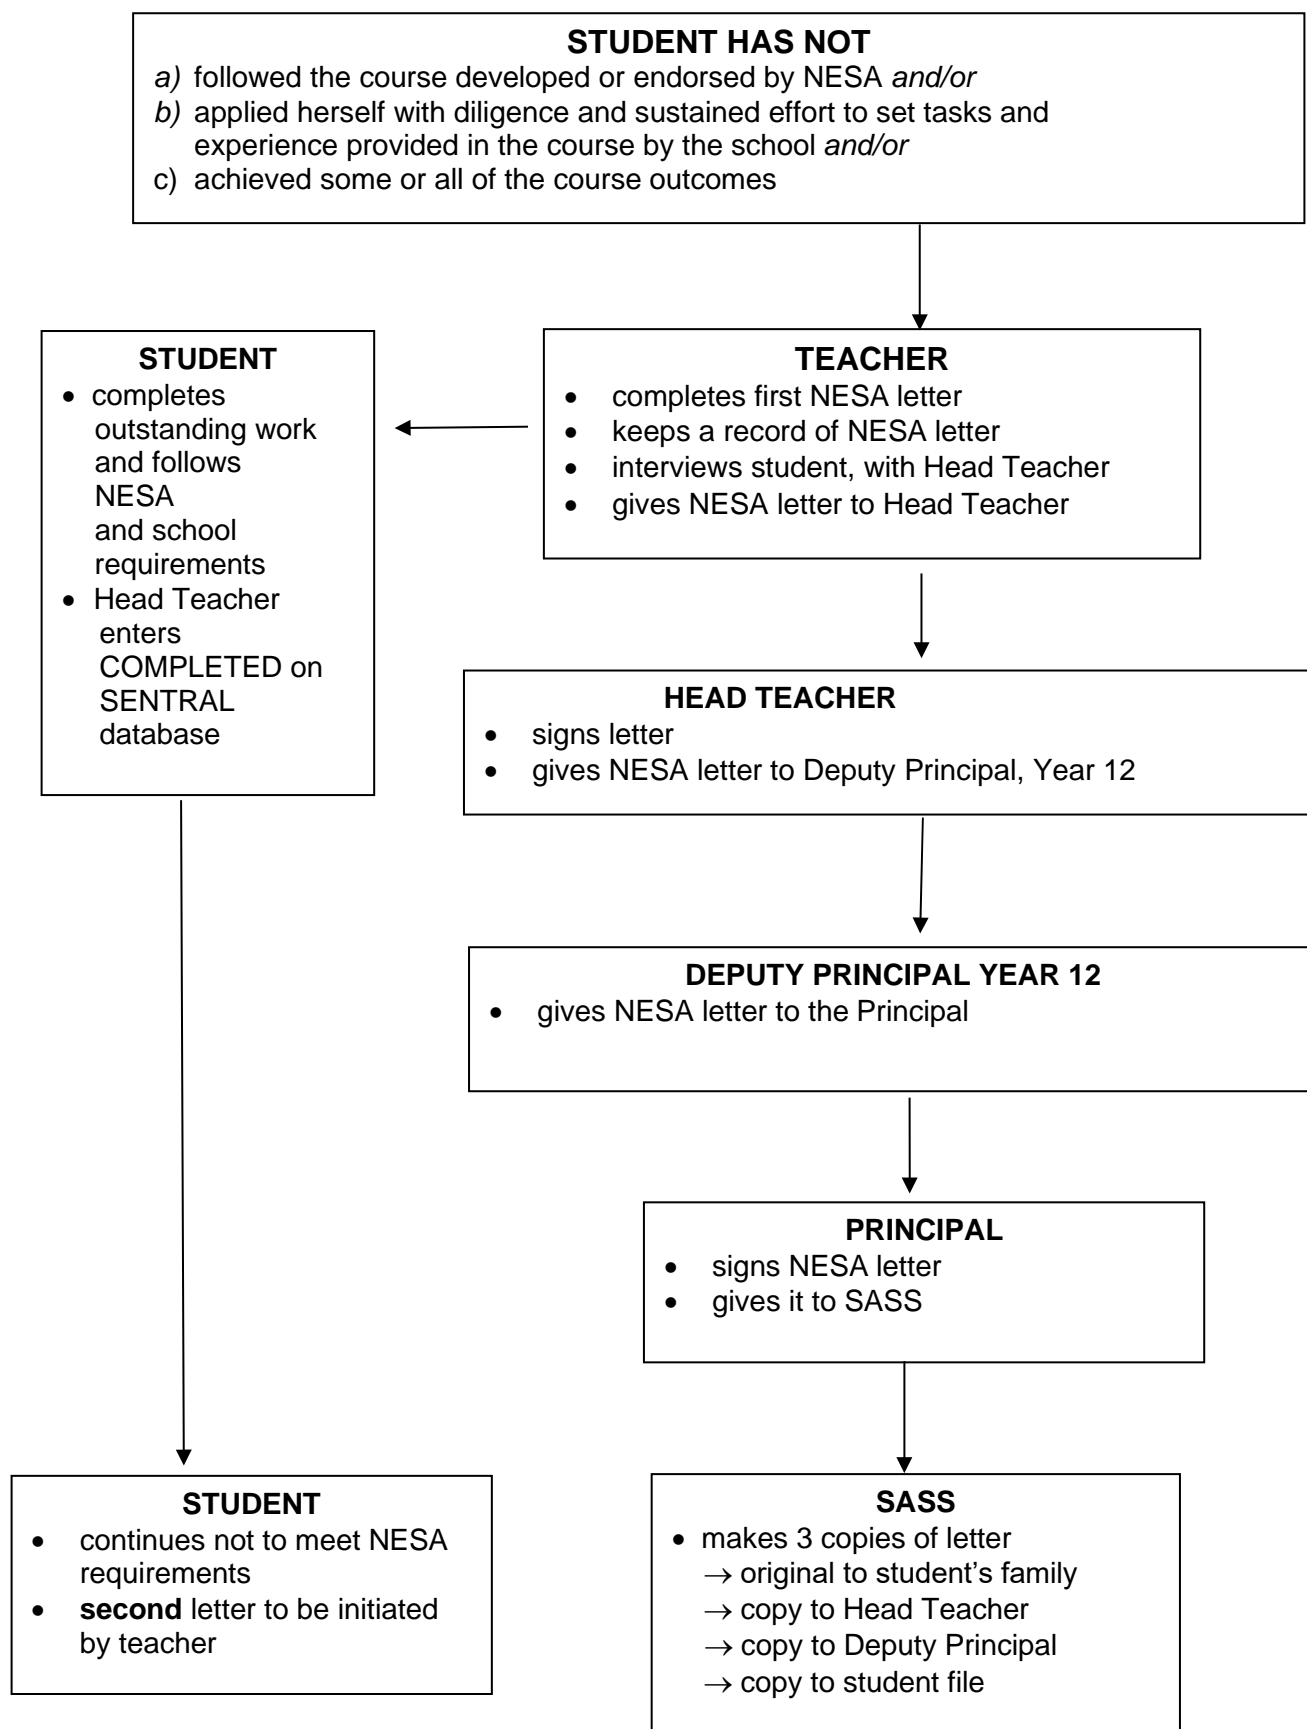 STUDENT HAS NOT
a) followed the course developed or endorsed by NESA and/or
b) applied herself with diligence and sustained effort to set tasks and
experience provided in the course by the school and/or
c) achieved some or all of the course outcomes
TEACHER
• completes first NESA letter
• keeps a record of NESA letter
• interviews student, with Head Teacher
• gives NESA letter to Head Teacher
STUDENT
• completes
outstanding work
and follows
NESA
and school
requirements
• Head Teacher
enters
COMPLETED on
SENTRAL
database
HEAD TEACHER
• signs letter
• gives NESA letter to Deputy Principal, Year 12
DEPUTY PRINCIPAL YEAR 12
• gives NESA letter to the Principal
PRINCIPAL
• signs NESA letter
• gives it to SASS
STUDENT
• continues not to meet NESA
requirements
• second letter to be initiated
by teacher
SASS
• makes 3 copies of letter
→ original to student’s family
→ copy to Head Teacher
→ copy to Deputy Principal
→ copy to student file